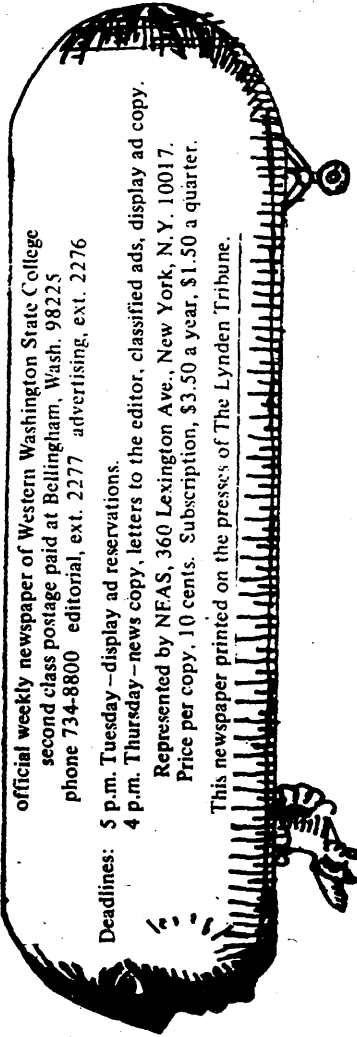 official weekly newspaper of Western Washington State College
second class postage paid at Bellingham, Wash. 98225
phone 734-8800 editorial, ext. 2277 advertising, ext. 2276
Deadlines: 5 p.m. Tuesday—display ad reservations.
4 p.m. Thursday—news copy, letters to the editor, classified ads, display ad copy.
Represented by NEAS, 360 Lexington Ave., New York, N.Y. 10017.
Price per copy, 10 cents. Subscription, $3.50 a year, $1.50 a quarter.
This newspaper printed on the presses of The Lynden Tribune.